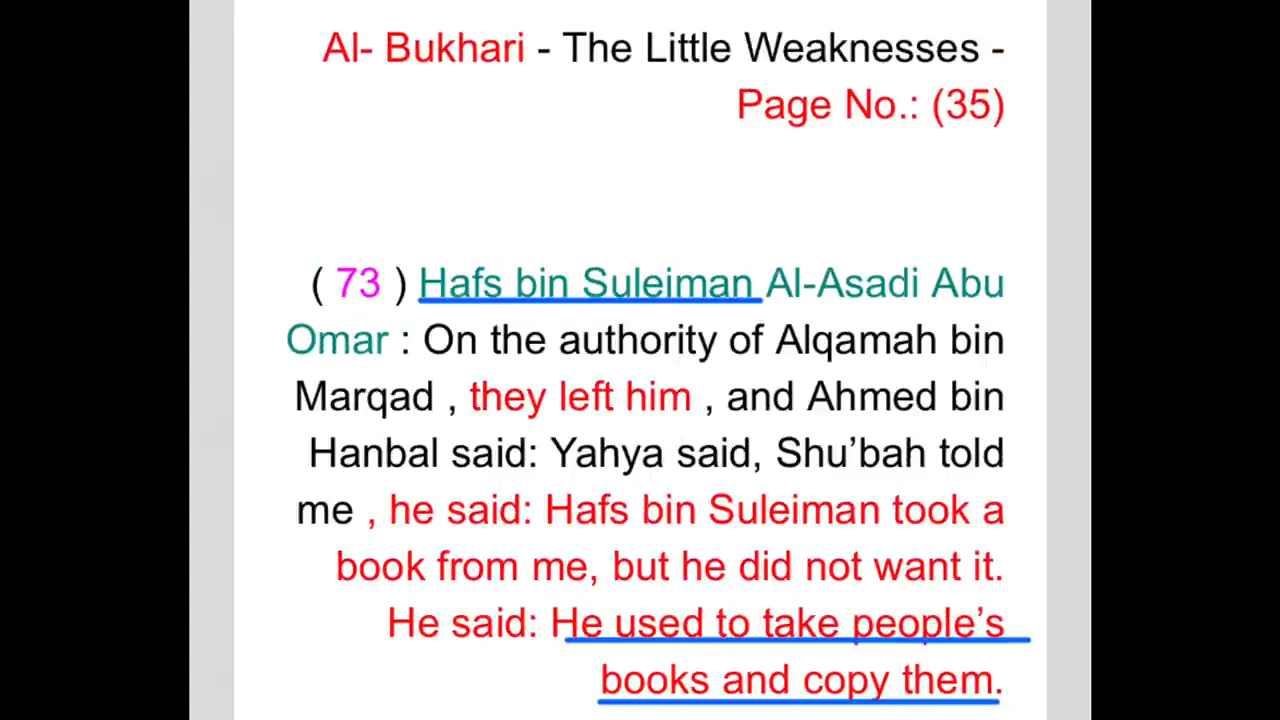 Al- Bukhari - The Little Weaknesses -
Page No.: (35)
( 73 ) Hafs bin Suleiman Al-Asadi Abu
Omar : On the authority of Alqamah bin
Marqad , they left him , and Ahmed bin
Hanbal said: Yahya said, Shu’bah told
me , he said: Hafs bin Suleiman took a
book from me, but he did not want it.
He said: He used to take people’s
books and copy them.